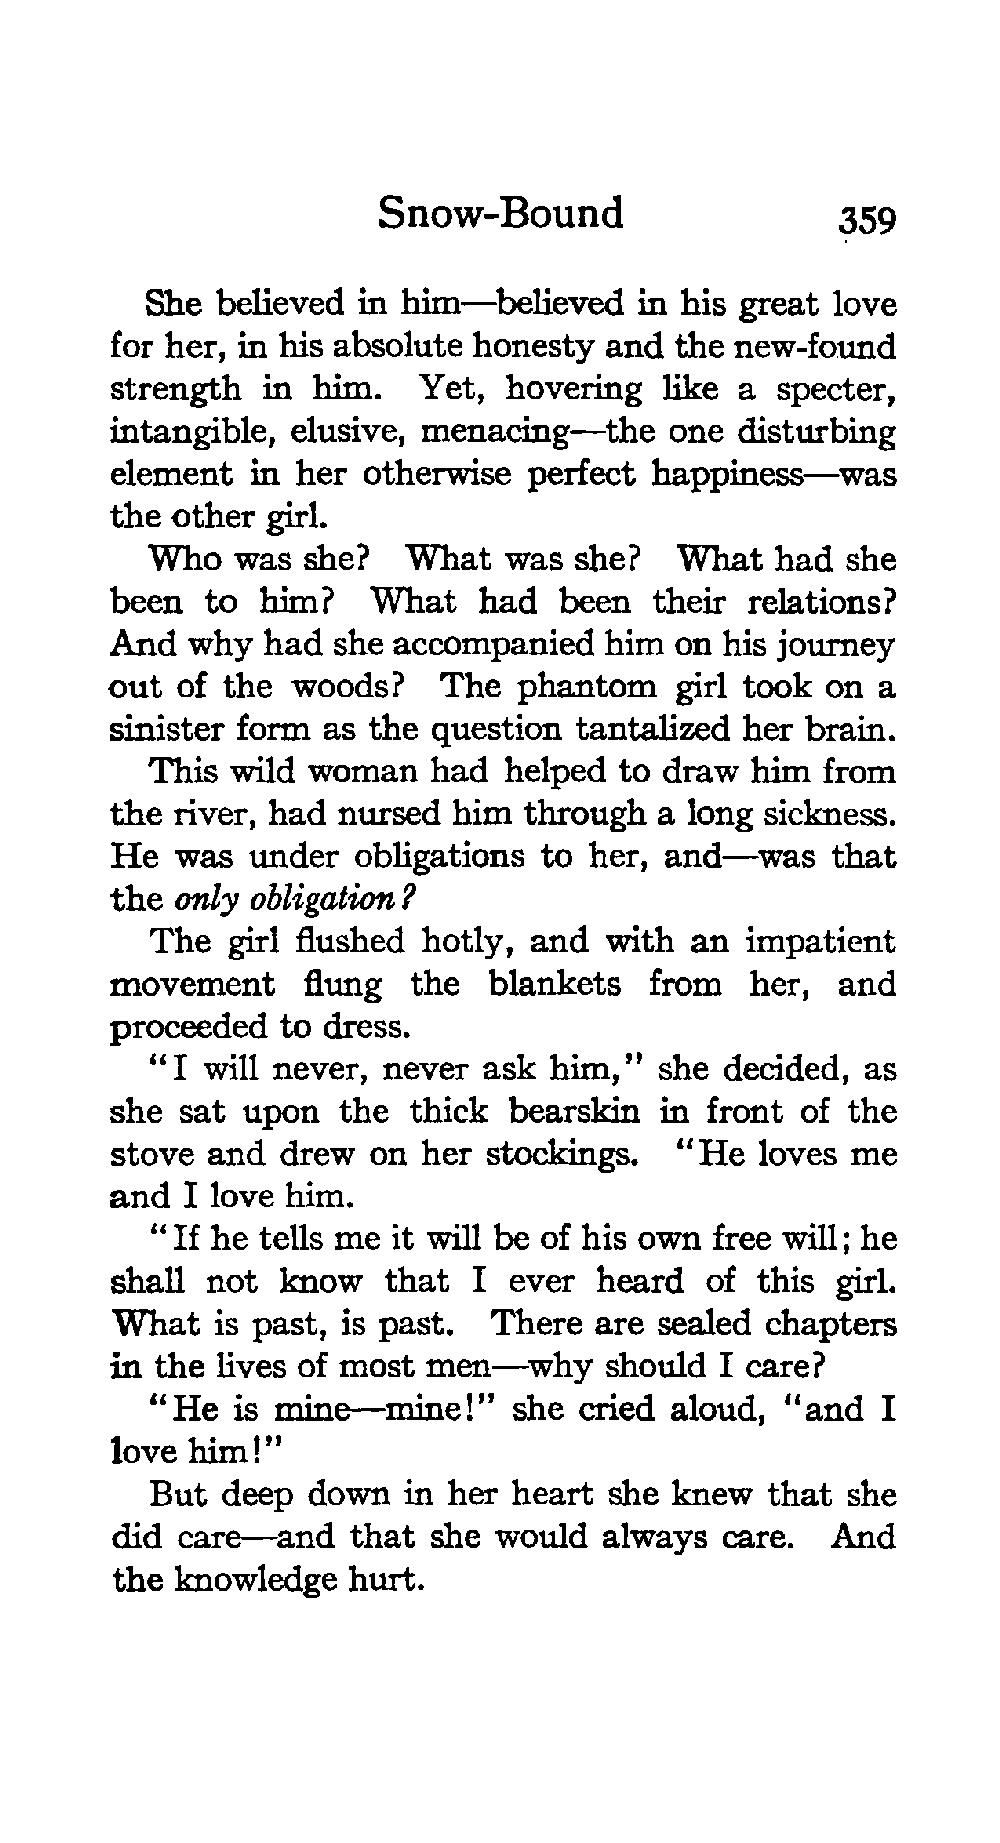 Snow-Bound 359
She believed in him—believed in his great love
for her, in his absolute honesty and the new-found
strength in him. Yet, hovering like a specter,
intangible, elusive, menacing—the one disturbing
element in her otherwise perfect happiness—was
the other girl.
Who was she? What was she? What had she
been to him? What had been their relations?
And why had she accompanied him on his journey
out of the woods? The phantom girl took on a
sinister form as the question tantalized her brain.
This wild woman had helped to draw him from
the river, had nursed him through a long sickness.
He was under obligations to her, and—was that
the only obligation?
The girl flushed hotly, and with an impatient
movement flung the blankets from her, and
proceeded to dress.
"I will never, never ask him," she decided, as
she sat upon the thick bearskin in front of the
stove and drew on her stockings. "He loves me
and I love him.
"If he tells me it will be of his own free will; he
shall not know that I ever heard of this girl.
What is past, is past. There are sealed chapters
in the lives of most men—why should I care?
"He is mine—mine!" she cried aloud, "and I
love him!"
But deep down in her heart she knew that she
did care—and that she would always care. And
the knowledge hurt.